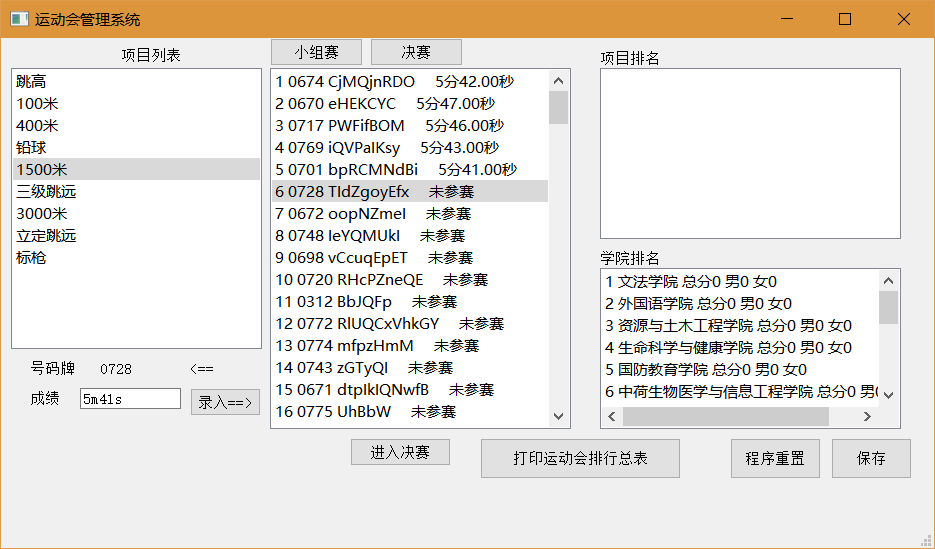 运动会管理系统
项目列表
跳高
100米
400米
铅球
1500米
三级跳远
3000米
立定跳远
标枪
号码牌 0728 <==
成绩 5m41s 录入==>
小组赛 决赛
1 0674 CjMQjnRDO 5分42.00秒
2 0670 eHEKCYC 5分47.00秒
3 0717 PWFifBOM 5分46.00秒
4 0769 iQVPaIKsy 5分43.00秒
5 0701 bpRCMNdBi 5分41.00秒
6 0728 TIdZgoyEfx 未参赛
7 0672 oopNZmeI 未参赛
8 0748 IeYQMUkI 未参赛
9 0698 vCcuqEpET 未参赛
10 0720 RHcPZneQE 未参赛
11 0312 BbJQFp 未参赛
12 0772 RlUQCxVhkGY 未参赛
13 0774 mfpzHmM 未参赛
14 0743 zGTyQI 未参赛
15 0671 dtpIkIQNwfB 未参赛
16 0775 UhBbW 未参赛
进入决赛
项目排名
学院排名
1 文法学院 总分0 男0 女0
2 外国语学院 总分0 男0 女0
3 资源与土木工程学院 总分0 男0 女0
4 生命科学与健康学院 总分0 男0 女0
5 国防教育学院 总分0 男0 女0
6 中荷生物医学与信息工程学院 总分0 男0
打印运动会排行总表
程序重置
保存